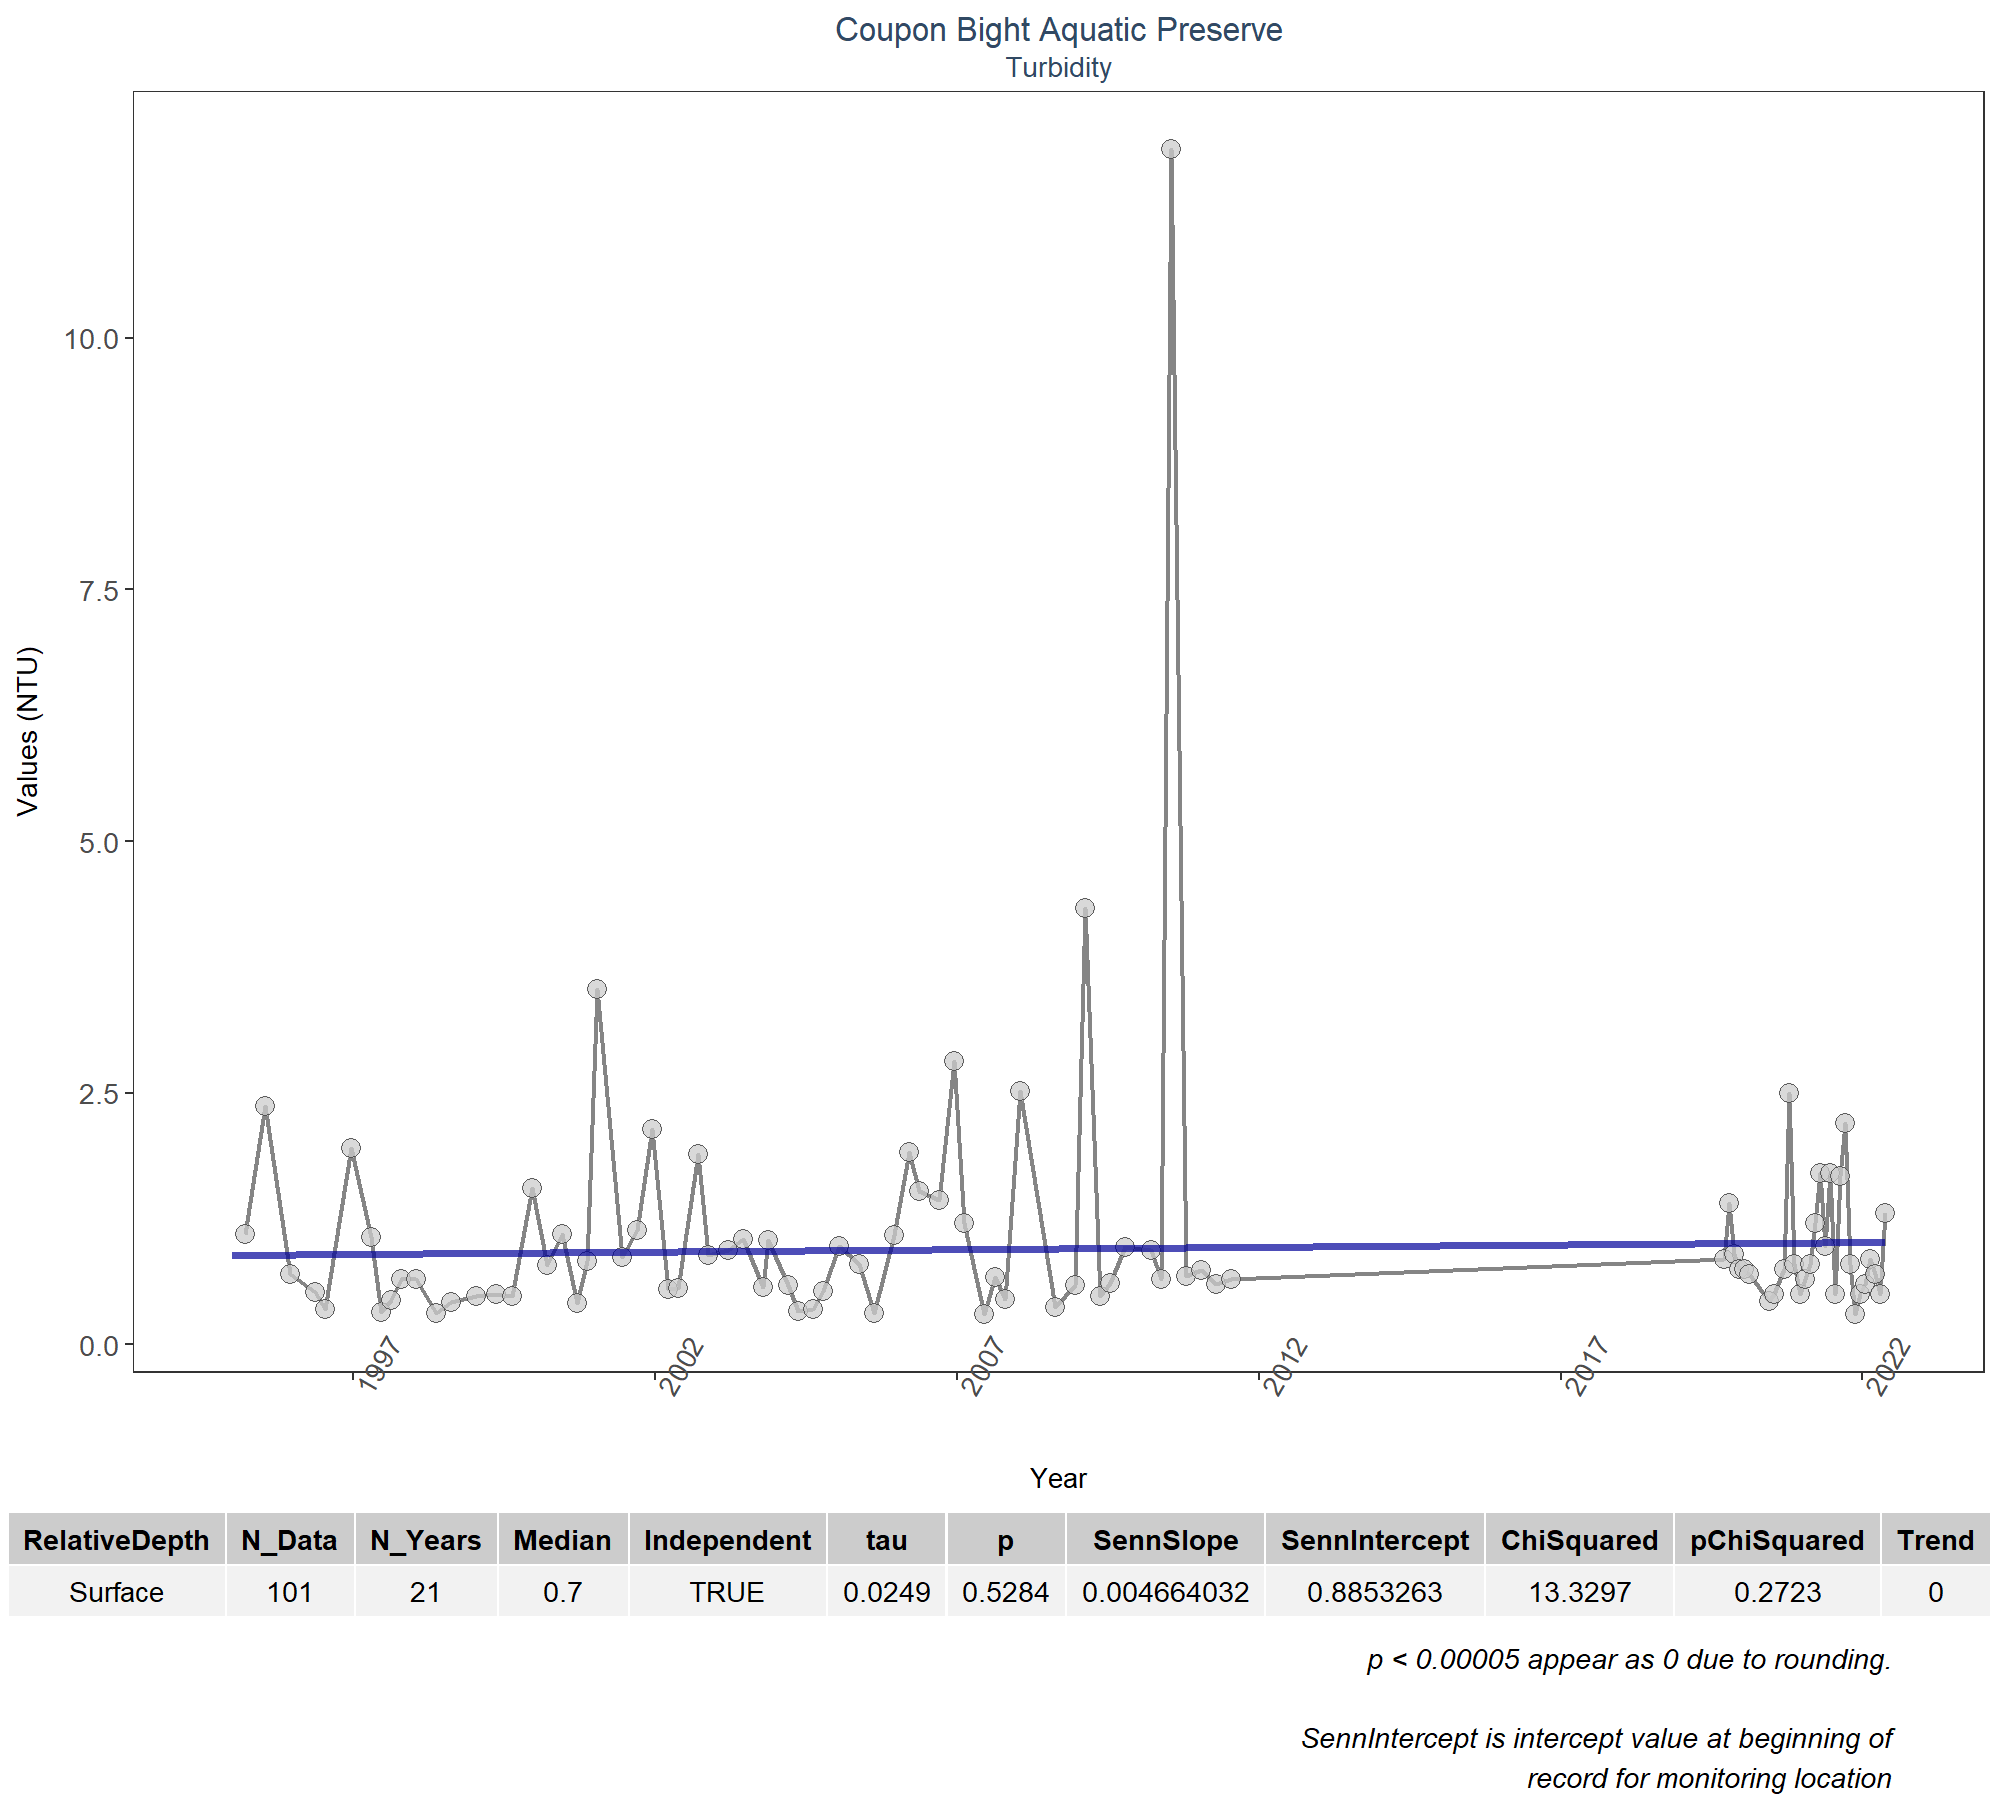 Coupon Bight Aquatic Preserve
Turbidity
Values (NTU)
10.0
7.5
5.0
2.5
0.0
1997 2002 2007 2012 2017 2022
Year
RelativeDepth N_Data N_Years Median Independent tau p SennSlope SennIntercept ChiSquared pChiSquared Trend
Surface 101 21 0.7 TRUE 0.0249 0.5284 0.004664032 0.8853263 13.3297 0.2723 0
p < 0.00005 appear as 0 due to rounding.
SennIntercept is intercept value at beginning of
record for monitoring location